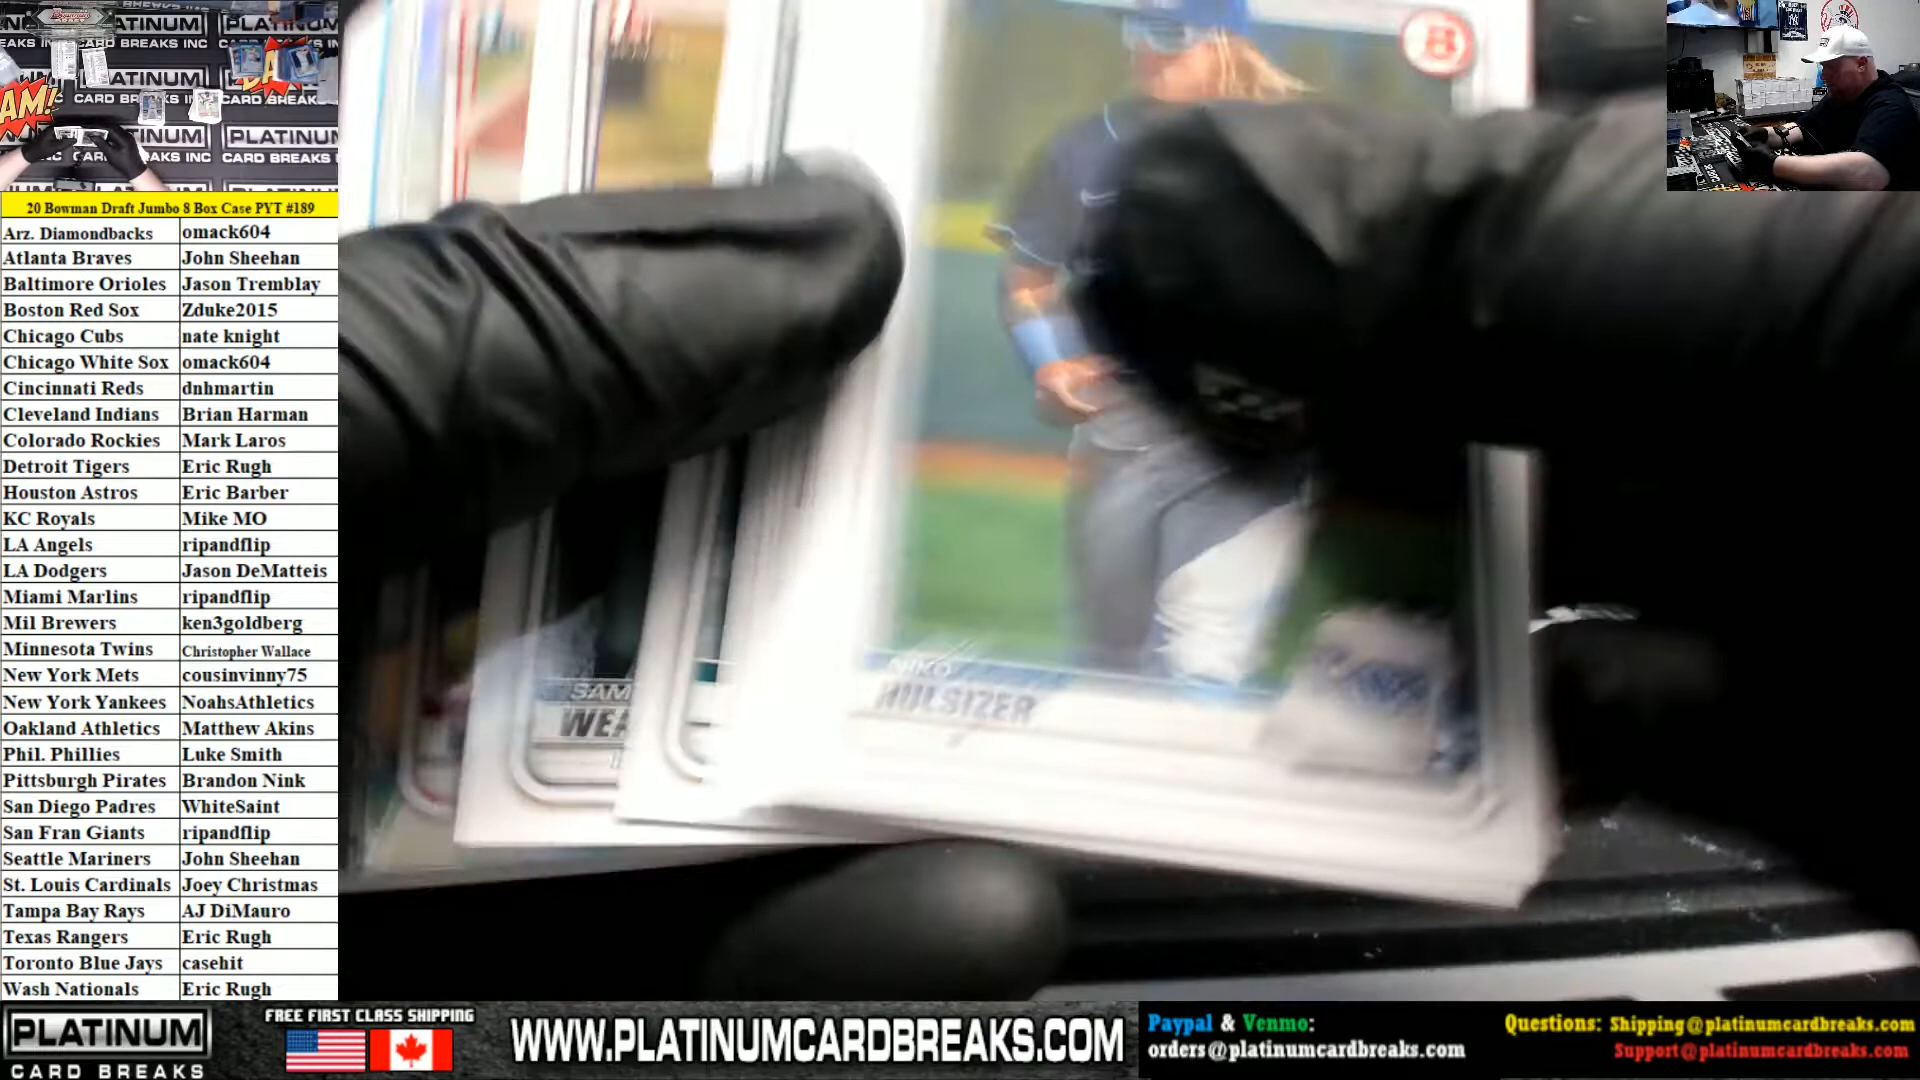 20 Bowman Draft Jumbo 8 Box Case PYT #189
Arz. Diamondbacks omack604
Atlanta Braves John Sheehan
Baltimore Orioles Jason Tremblay
Boston Red Sox Zduke2015
Chicago Cubs nate knight
Chicago White Sox omack604
Cincinnati Reds dnhmartin
Cleveland Indians Brian Harman
Colorado Rockies Mark Laros
Detroit Tigers Eric Rugh
Houston Astros Eric Barber
KC Royals Mike MO
LA Angels ripandflip
LA Dodgers Jason DeMatteis
Miami Marlins ripandflip
Mil Brewers ken3goldberg
Minnesota Twins Christopher Wallace
New York Mets cousinvinny75
New York Yankees NoahsAthletics
Oakland Athletics Matthew Akins
Phil. Phillies Luke Smith
Pittsburgh Pirates Brandon Nink
San Diego Padres WhiteSaint
San Fran Giants ripandflip
Seattle Mariners John Sheehan
St. Louis Cardinals Joey Christmas
Tampa Bay Rays AJ DiMauro
Texas Rangers Eric Rugh
Toronto Blue Jays casehit
Wash Nationals Eric Rugh
HULSIZER
SAM
WEA
PLATINUM
CARD BREAKS
FREE FIRST CLASS SHIPPING
WWW.PLATINUMCARDBREAKS.COM
Paypal & Venmo:
orders@platinumcardbreaks.com
Questions: Shipping@platinumcardbreaks.com
Support@platinumcardbreaks.com